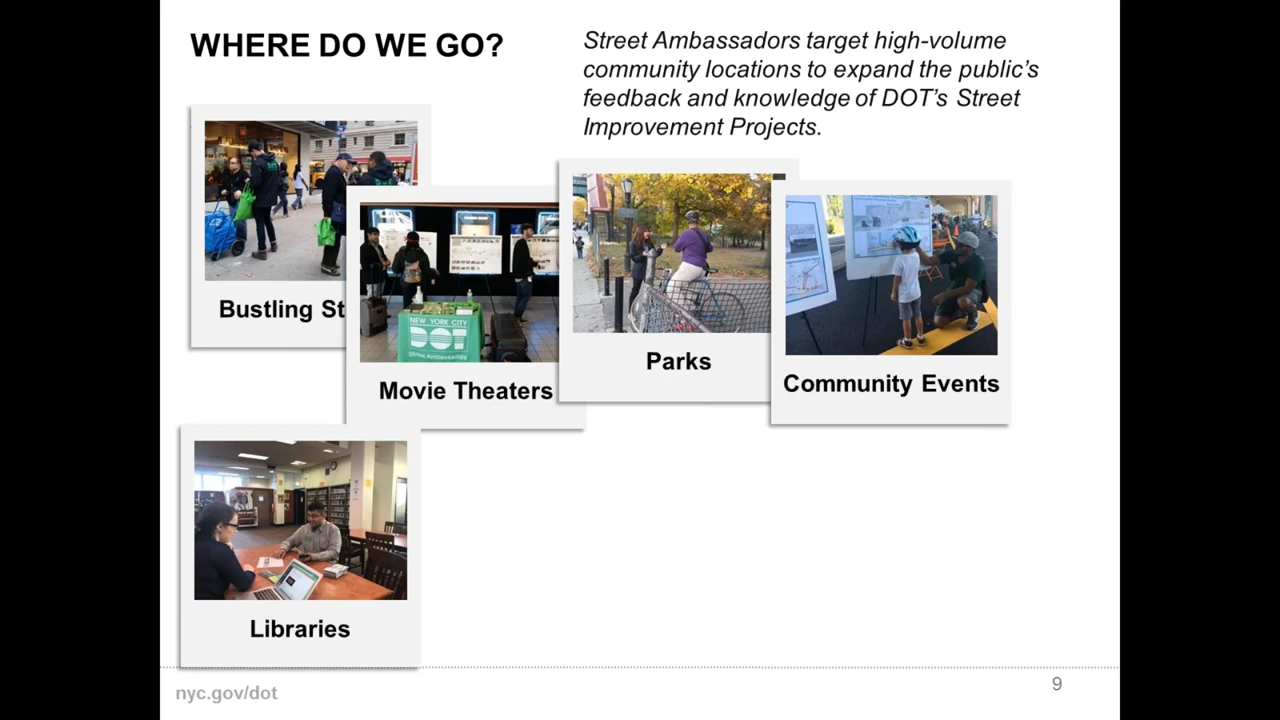 WHERE DO WE GO?
Street Ambassadors target high-volume
community locations to expand the public’s
feedback and knowledge of DOT’s Street
Improvement Projects.
Bustling St
NEW YORK CITY
DOT
Street Ambassadors
Movie Theaters
Parks
Community Events
Libraries
nyc.gov/dot
9